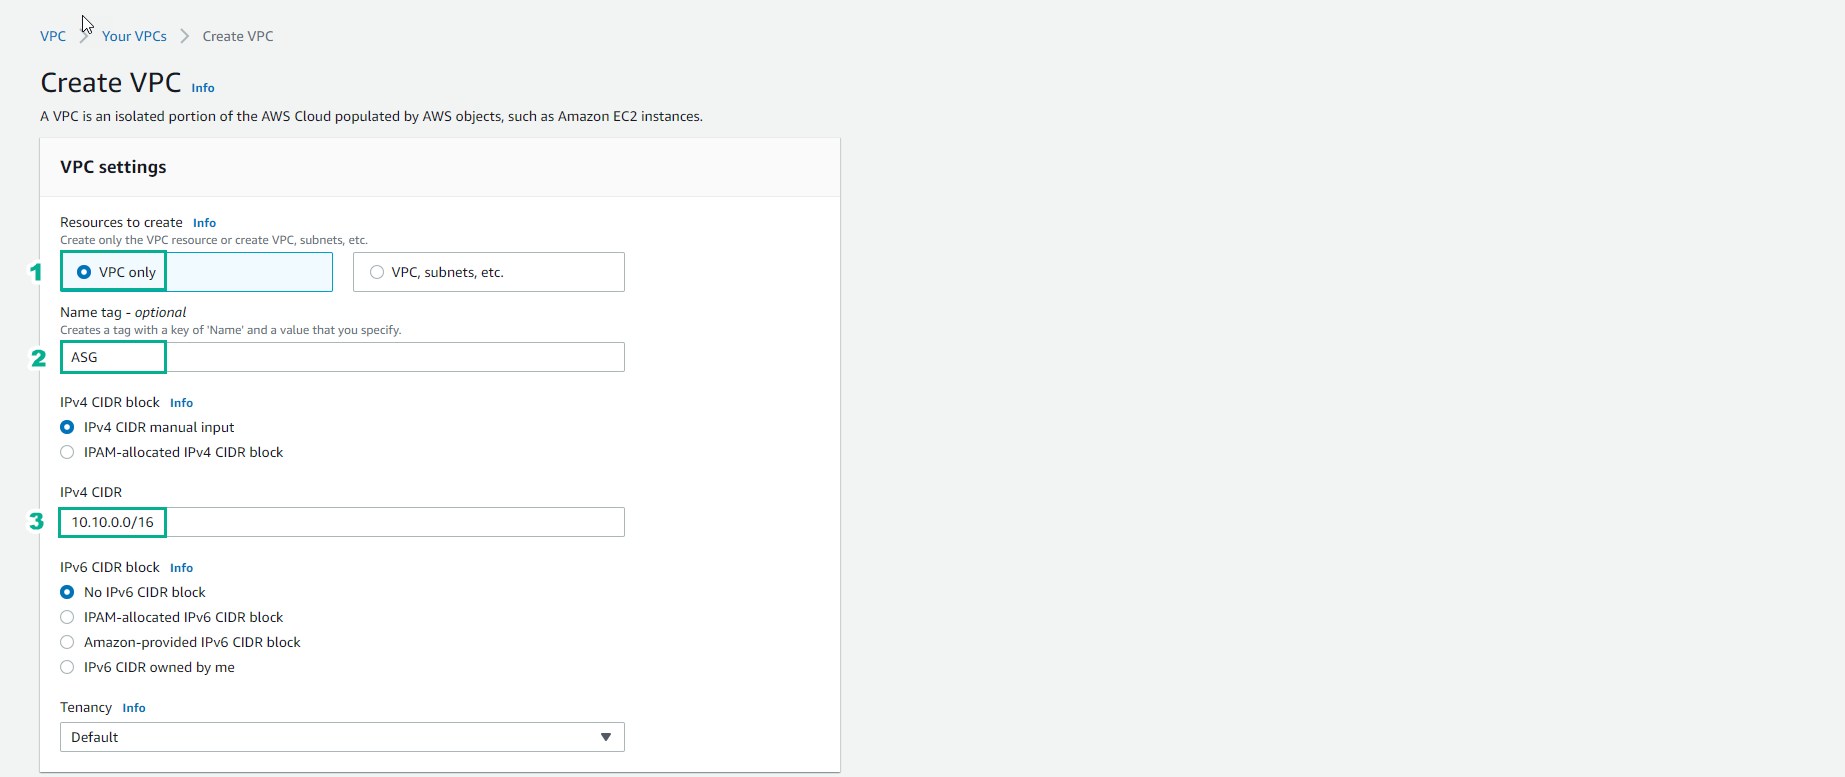 VPC > Your VPCs > Create VPC
Create VPC Info
A VPC is an isolated portion of the AWS Cloud populated by AWS objects, such as Amazon EC2 instances.
VPC settings
Resources to create Info
Create only the VPC resource or create VPC, subnets, etc.
1 VPC only VPC, subnets, etc.
Name tag - optional
Creates a tag with a key of 'Name' and a value that you specify.
2 ASG
IPv4 CIDR block Info
IPv4 CIDR manual input
IPAM-allocated IPv4 CIDR block
IPv4 CIDR
3 10.10.0.0/16
IPv6 CIDR block Info
No IPv6 CIDR block
IPAM-allocated IPv6 CIDR block
Amazon-provided IPv6 CIDR block
IPv6 CIDR owned by me
Tenancy Info
Default